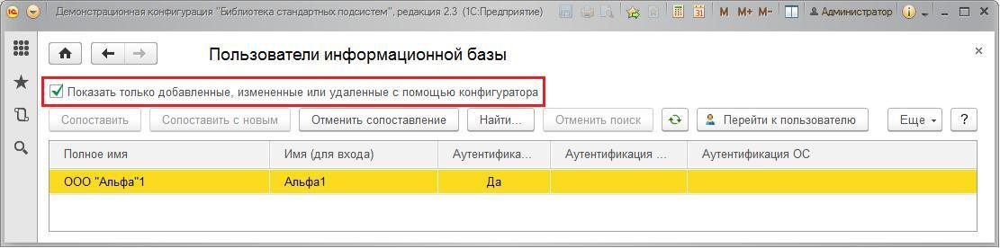 Демонстрационная конфигурация "Библиотека стандартных подсистем", редакция 2.3 (1С:Предприятие)
M M+ M- Администратор
Пользователи информационной базы
Показать только добавленные, измененные или удаленные с помощью конфигуратора
Сопоставить Сопоставить с новым Отменить сопоставление Найти... Отменить поиск Перейти к пользователю Еще ?
Полное имя Имя (для входа) Аутентифика... Аутентификация ... Аутентификация ОС
ООО "Альфа"1 Альфа1 Да